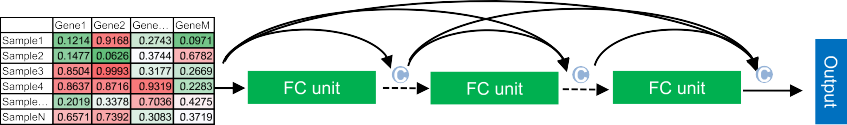 Gene1 Gene2 Gene... GeneM
Sample1 0.1214 0.9168 0.2743 0.0971
Sample2 0.1477 0.0626 0.3744 0.6782
Sample3 0.8504 0.9993 0.3177 0.2669
Sample4 0.8637 0.8716 0.9319 0.2283
Sample... 0.2019 0.3378 0.7036 0.4275
SampleN 0.6571 0.7392 0.3083 0.3719
FC unit
C
FC unit
C
FC unit
C
Output